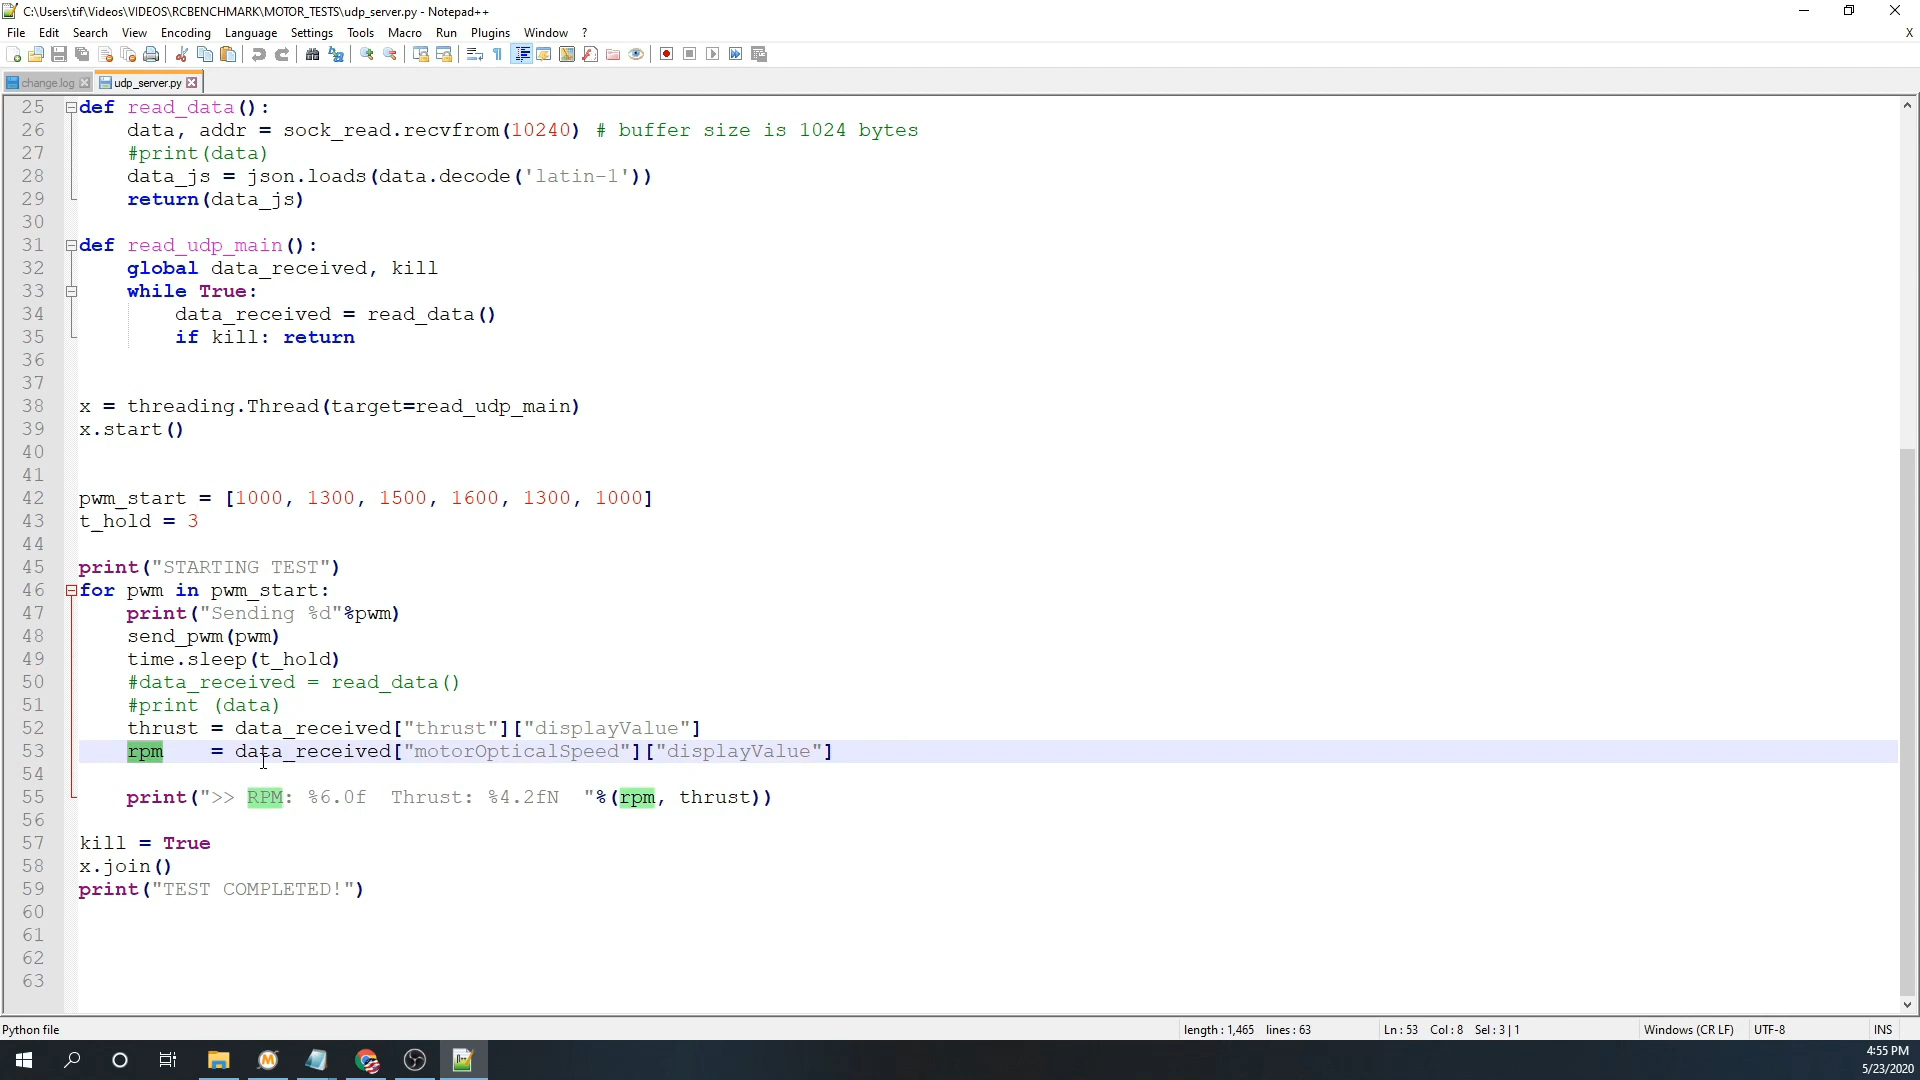 C:\Users\tif\Videos\VIDEOS\RCBENCHMARK\MOTOR_TESTS\udp_server.py - Notepad++
File Edit Search View Encoding Language Settings Tools Macro Run Plugins Window ? X
change.log udp_server.py
25 def read_data():
26 data, addr = sock_read.recvfrom(10240) # buffer size is 1024 bytes
27 #print(data)
28 data_js = json.loads(data.decode('latin-1'))
29 return(data_js)
30
31 def read_udp_main():
32 global data_received, kill
33 while True:
34 data_received = read_data()
35 if kill: return
36
37
38 x = threading.Thread(target=read_udp_main)
39 x.start()
40
41
42 pwm_start = [1000, 1300, 1500, 1600, 1300, 1000]
43 t_hold = 3
44
45 print("STARTING TEST")
46 for pwm in pwm_start:
47 print("Sending %d"%pwm)
48 send_pwm(pwm)
49 time.sleep(t_hold)
50 #data_received = read_data()
51 #print (data)
52 thrust = data_received["thrust"]["displayValue"]
53 rpm = data_received["motorOpticalSpeed"]["displayValue"]
54
55 print(">> RPM: %6.0f Thrust: %4.2fN "%(rpm, thrust))
56
57 kill = True
58 x.join()
59 print("TEST COMPLETED!")
60
61
62
63
Python file length : 1,465 lines : 63 Ln : 53 Col : 8 Sel : 3 | 1 Windows (CR LF) UTF-8 INS
4:55 PM
5/23/2020